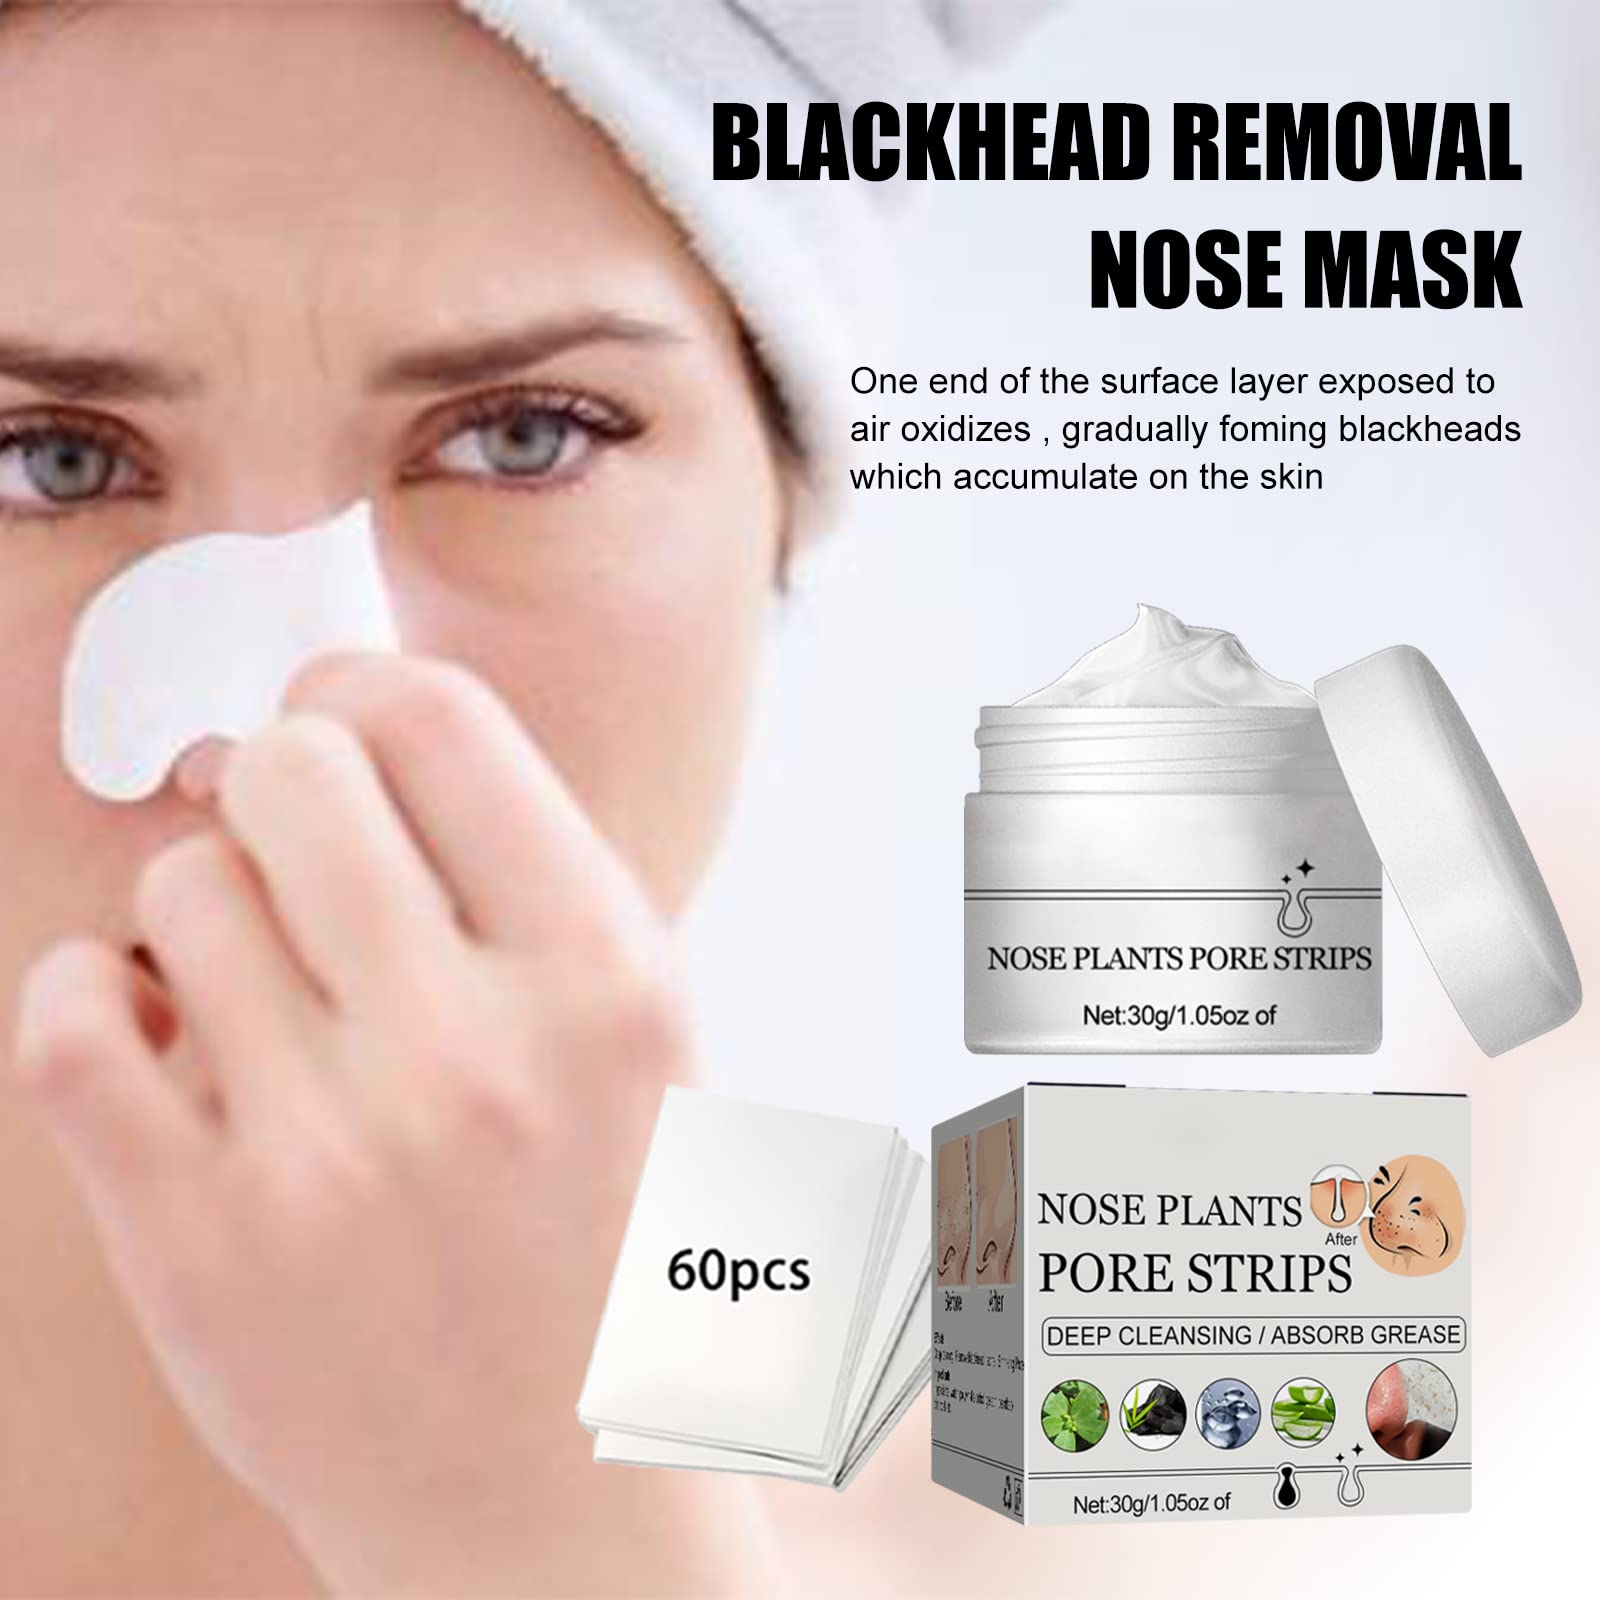 BLACKHEAD REMOVAL
NOSE MASK
One end of the surface layer exposed to
air oxidizes , gradually foming blackheads
which accumulate on the skin
NOSE PLANTS PORE STRIPS
Net:30g/1.05oz of
60pcs
NOSE PLANTS
After
PORE STRIPS
DEEP CLEANSING / ABSORB GREASE
Net:30g/1.05oz of
Before After